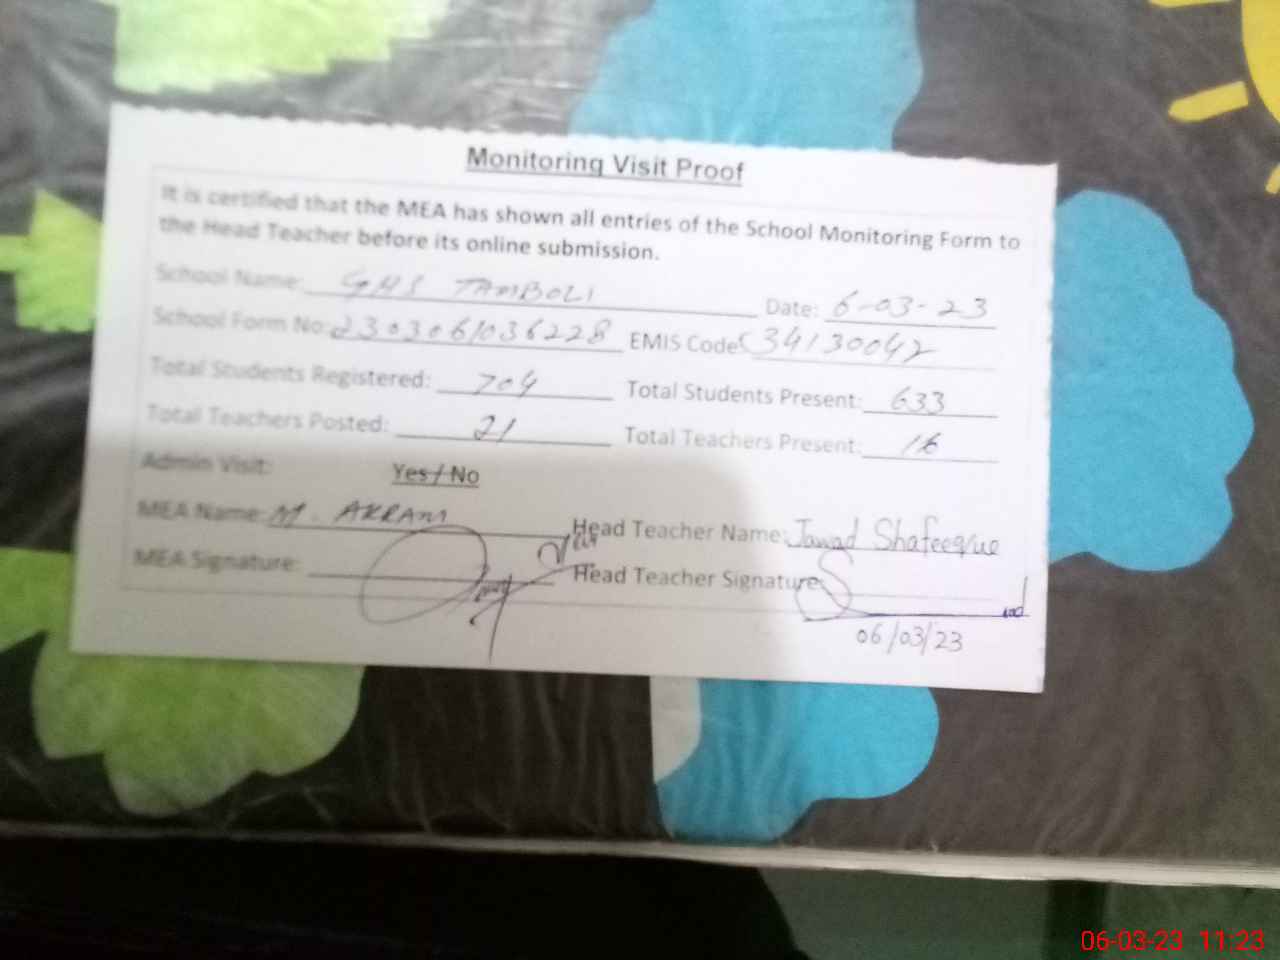 Monitoring Visit Proof
It is certified that the MEA has shown all entries of the School Monitoring Form to
the Head Teacher before its online submission.
School Name: GHS TAMBOLI Date: 6-03-23
School Form No: 2303061036228 EMIS Code: 34130042
Total Students Registered: 704 Total Students Present: 633
Total Teachers Posted: 21 Total Teachers Present: 16
Admin Visit: Yes / No
MEA Name: M. AKRAM Head Teacher Name: Jawad Shafeeque
MEA Signature: Head Teacher Signature:
06/03/23
06-03-23 11:23